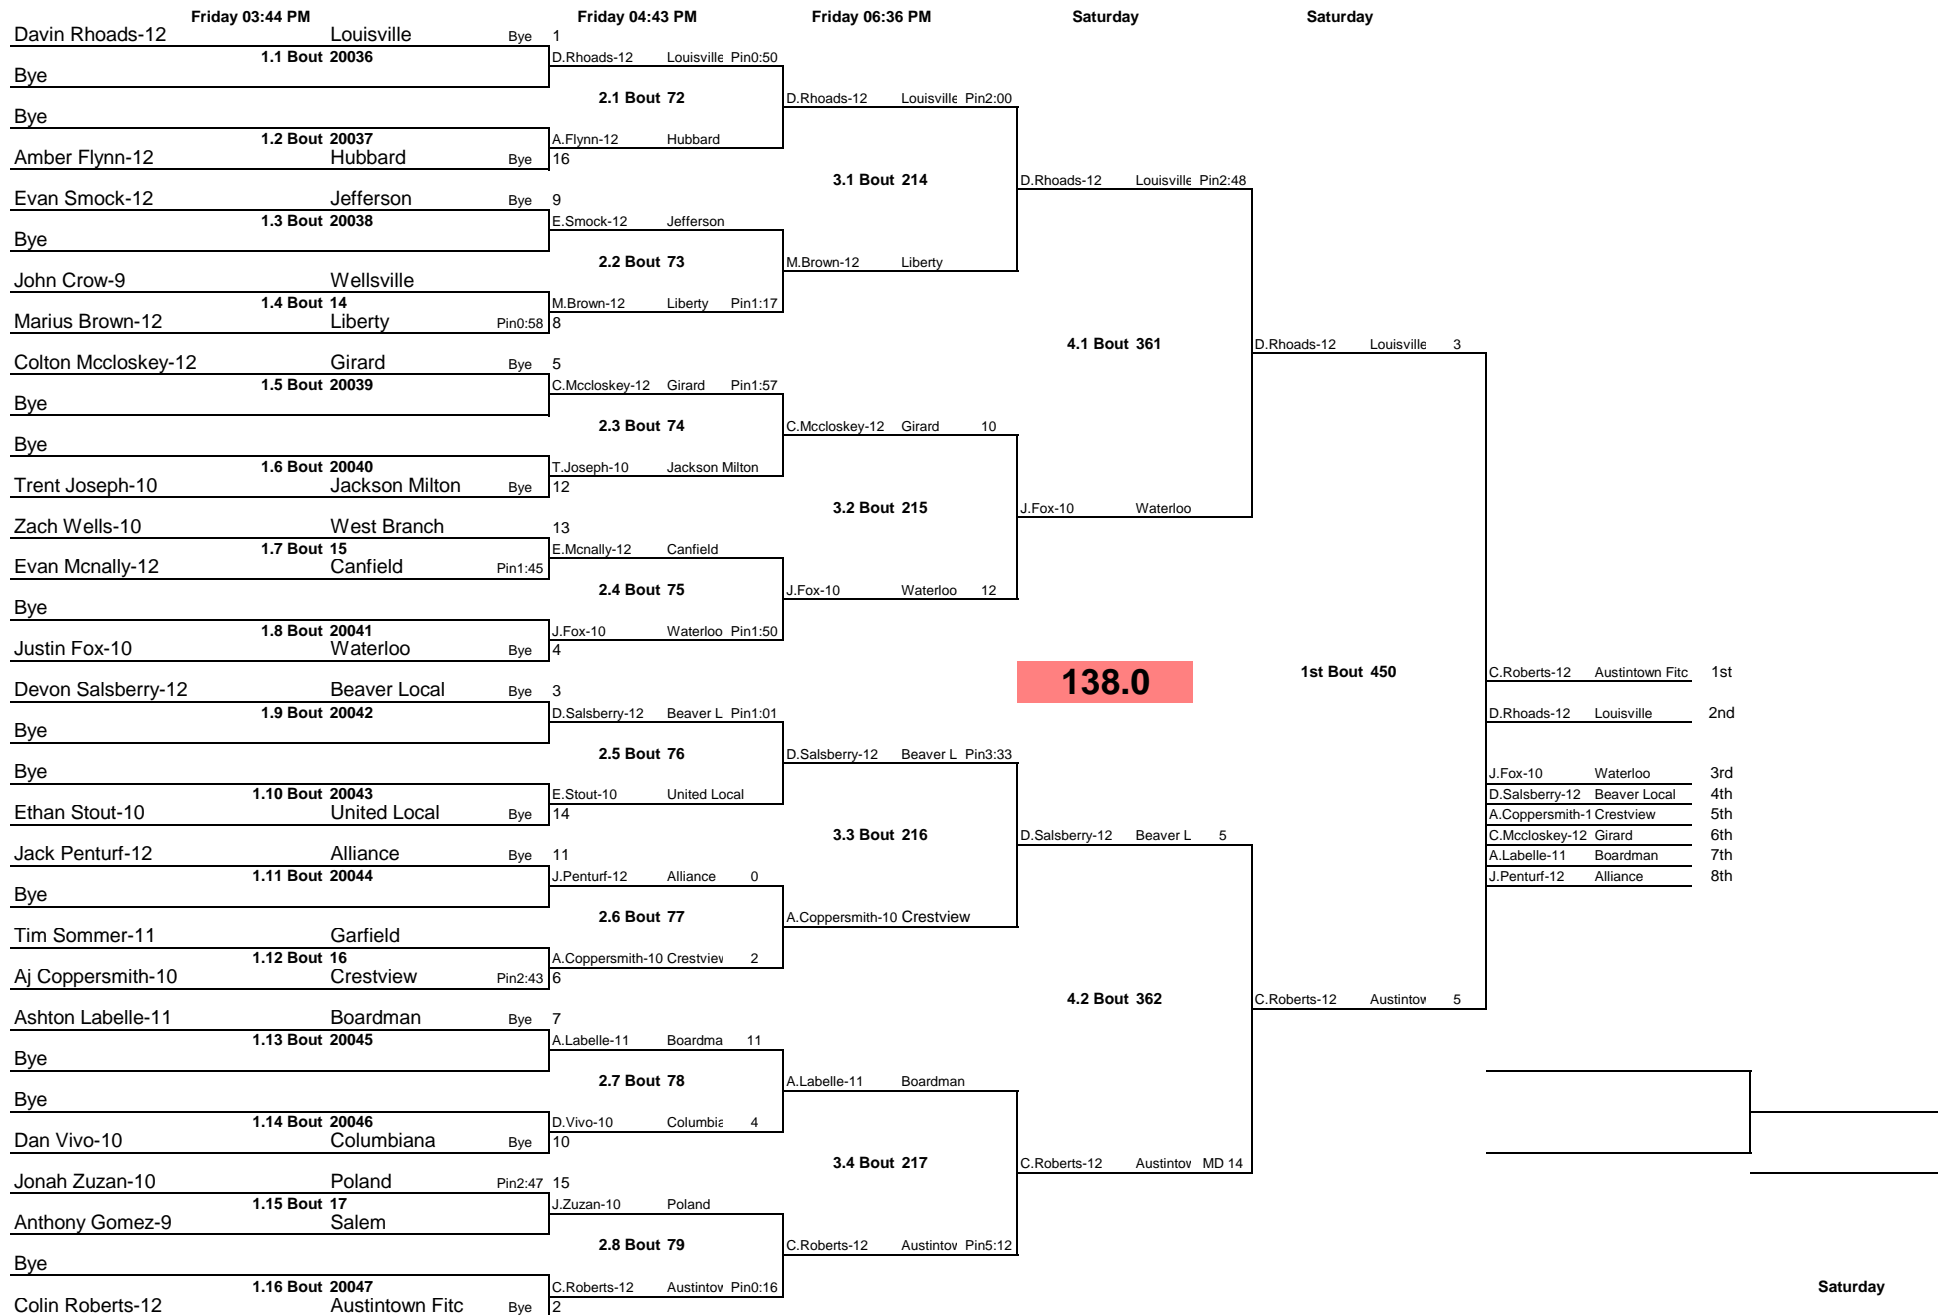 Friday 03:44 PM Friday 04:43 PM Friday 06:36 PM Saturday Saturday
Davin Rhoads-12 Louisville Bye 1
1.1 Bout 20036 D.Rhoads-12 Louisville Pin0:50
Bye
2.1 Bout 72 D.Rhoads-12 Louisville Pin2:00
Bye
1.2 Bout 20037 A.Flynn-12 Hubbard
Amber Flynn-12 Hubbard Bye 16
3.1 Bout 214 D.Rhoads-12 Louisville Pin2:48
Evan Smock-12 Jefferson Bye 9
1.3 Bout 20038 E.Smock-12 Jefferson
Bye
2.2 Bout 73 M.Brown-12 Liberty
John Crow-9 Wellsville
1.4 Bout 14 M.Brown-12 Liberty Pin1:17
Marius Brown-12 Liberty Pin0:58 8
4.1 Bout 361 D.Rhoads-12 Louisville 3
Colton Mccloskey-12 Girard Bye 5
1.5 Bout 20039 C.Mccloskey-12 Girard Pin1:57
Bye
2.3 Bout 74 C.Mccloskey-12 Girard 10
Bye
1.6 Bout 20040 T.Joseph-10 Jackson Milton
Trent Joseph-10 Jackson Milton Bye 12
3.2 Bout 215 J.Fox-10 Waterloo
Zach Wells-10 West Branch 13
1.7 Bout 15 E.Mcnally-12 Canfield
Evan Mcnally-12 Canfield Pin1:45
2.4 Bout 75 J.Fox-10 Waterloo 12
Bye
1.8 Bout 20041 J.Fox-10 Waterloo Pin1:50
Justin Fox-10 Waterloo Bye 4
138.0 1st Bout 450 C.Roberts-12 Austintown Fitc 1st
Devon Salsberry-12 Beaver Local Bye 3
1.9 Bout 20042 D.Salsberry-12 Beaver L Pin1:01 D.Rhoads-12 Louisville 2nd
Bye
2.5 Bout 76 D.Salsberry-12 Beaver L Pin3:33
Bye J.Fox-10 Waterloo 3rd
1.10 Bout 20043 E.Stout-10 United Local D.Salsberry-12 Beaver Local 4th
Ethan Stout-10 United Local Bye 14 A.Coppersmith-1 Crestview 5th
3.3 Bout 216 D.Salsberry-12 Beaver L 5 C.Mccloskey-12 Girard 6th
Jack Penturf-12 Alliance Bye 11 A.Labelle-11 Boardman 7th
1.11 Bout 20044 J.Penturf-12 Alliance 0 J.Penturf-12 Alliance 8th
Bye
2.6 Bout 77 A.Coppersmith-10 Crestview
Tim Sommer-11 Garfield
1.12 Bout 16 A.Coppersmith-10 Crestview 2
Aj Coppersmith-10 Crestview Pin2:43 6
4.2 Bout 362 C.Roberts-12 Austintow 5
Ashton Labelle-11 Boardman Bye 7
1.13 Bout 20045 A.Labelle-11 Boardma 11
Bye
2.7 Bout 78 A.Labelle-11 Boardman
Bye
1.14 Bout 20046 D.Vivo-10 Columbia 4
Dan Vivo-10 Columbiana Bye 10
3.4 Bout 217 C.Roberts-12 Austintow MD 14
Jonah Zuzan-10 Poland Pin2:47 15
1.15 Bout 17 J.Zuzan-10 Poland
Anthony Gomez-9 Salem
2.8 Bout 79 C.Roberts-12 Austintow Pin5:12
Bye
1.16 Bout 20047 C.Roberts-12 Austintow Pin0:16 Saturday
Colin Roberts-12 Austintown Fitc Bye 2